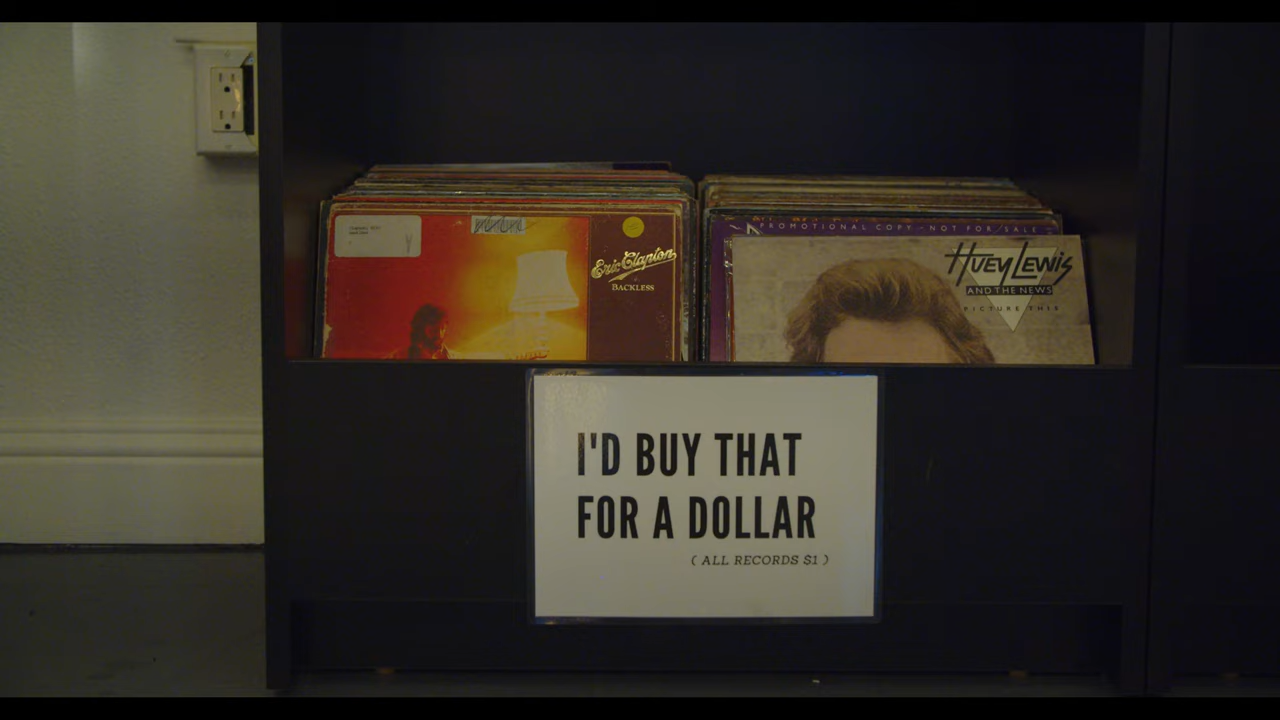 Eric Clapton
BACKLESS
PROMOTIONAL COPY - NOT FOR SALE
HUEY LEWIS
AND THE NEWS
PICTURE THIS
I'D BUY THAT
FOR A DOLLAR
( ALL RECORDS $1 )